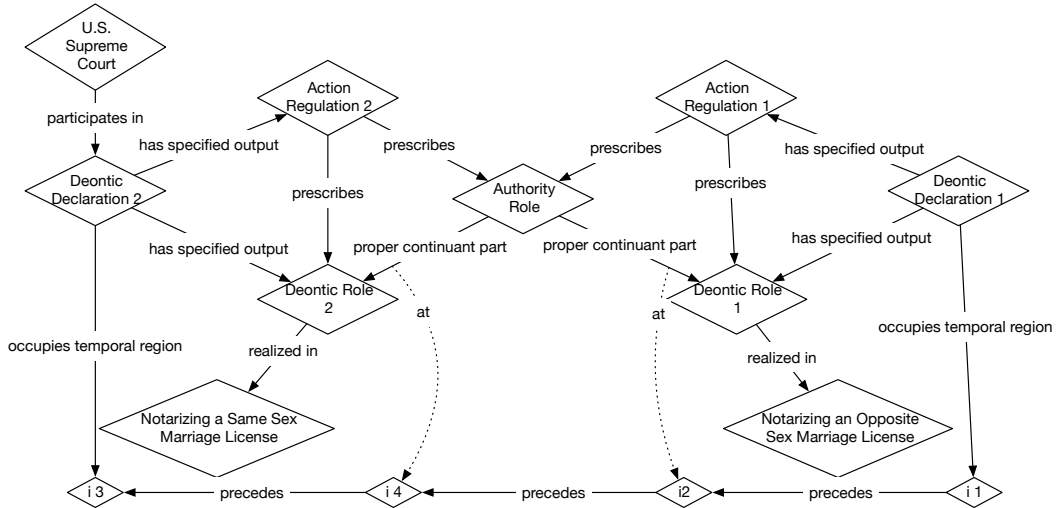 U.S.
Supreme
Court
participates in
Action
Regulation 2
Action
Regulation 1
has specified output
prescribes
prescribes
has specified output
Deontic
Declaration 2
prescribes
Authority
Role
prescribes
Deontic
Declaration 1
has specified output
proper continuant part
proper continuant part
has specified output
Deontic Role
2
Deontic Role
1
at
at
occupies temporal region
realized in
realized in
occupies temporal region
Notarizing a Same Sex
Marriage License
Notarizing an Opposite
Sex Marriage License
i 3
precedes
i 4
precedes
i2
precedes
i 1